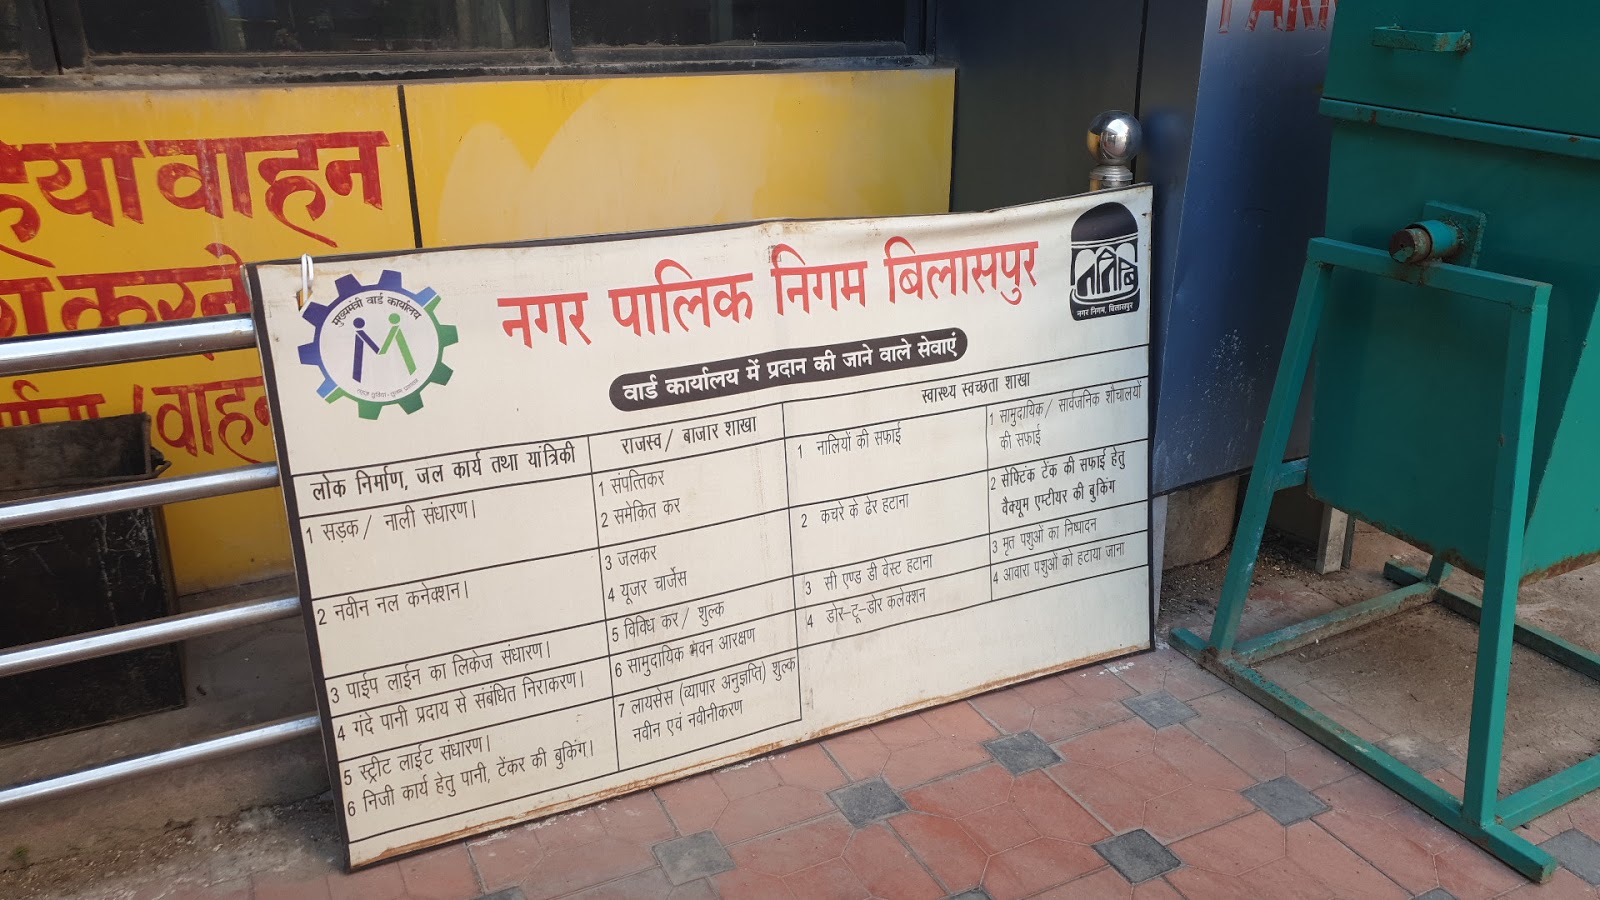 वाहन
PARK
मुख्यमंत्री वार्ड कार्यालय
नगर पालिक निगम बिलासपुर
नगर निगम, बिलासपुर
वार्ड कार्यालय में प्रदान की जाने वाले सेवाएं
लोक निर्माण, जल कार्य तथा यांत्रिकी
1 सड़क / नाली संधारण।
2 नवीन नल कनेक्शन।
3 पाईप लाईन का लिकेज संधारण।
4 गंदे पानी प्रदाय से संबंधित निराकरण।
5 स्ट्रीट लाईट संधारण।
6 निजी कार्य हेतु पानी, टेंकर की बुकिंग।
राजस्व / बाजार शाखा
1 संपत्तिकर
2 समेकित कर
3 जलकर
4 यूजर चार्जेस
5 विविध कर / शुल्क
6 सामुदायिक भवन आरक्षण
7 लायसेंस (व्यापार अनुज्ञप्ति) शुल्क
नवीन एवं नवीनीकरण
स्वास्थ्य स्वच्छता शाखा
1 नालियों की सफाई
2 कचरे के ढेर हटाना
3 सी एण्ड डी वेस्ट हटाना
4 डोर-टू-डोर कलेक्शन
1 सामुदायिक / सार्वजनिक शौचालयों
की सफाई
2 सेप्टिंक टेंक की सफाई हेतु
वैक्यूम एम्टीयर की बुकिंग
3 मृत पशुओं का निष्पादन
4 आवारा पशुओं को हटाया जाना